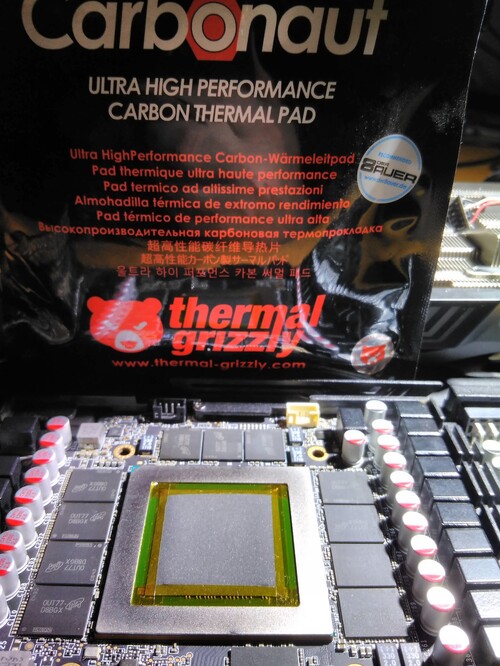 Carbonaut
ULTRA HIGH PERFORMANCE
CARBON THERMAL PAD
Ultra HighPerformance Carbon-Wärmeleitpad
Pad thermique ultra haute performance
Pad termico ad altissime prestazioni
Almohadilla térmica de extremo rendimiento
Pad térmico de performance ultra alta
Высокопроизводительная карбоновая термопрокладка
超高性能碳纤维导热片
超高性能カーボン製サーマルパッド
울트라 하이 퍼포먼스 카본 써멀 패드
DER
8AUER
thermal
grizzly
www.thermal-grizzly.com